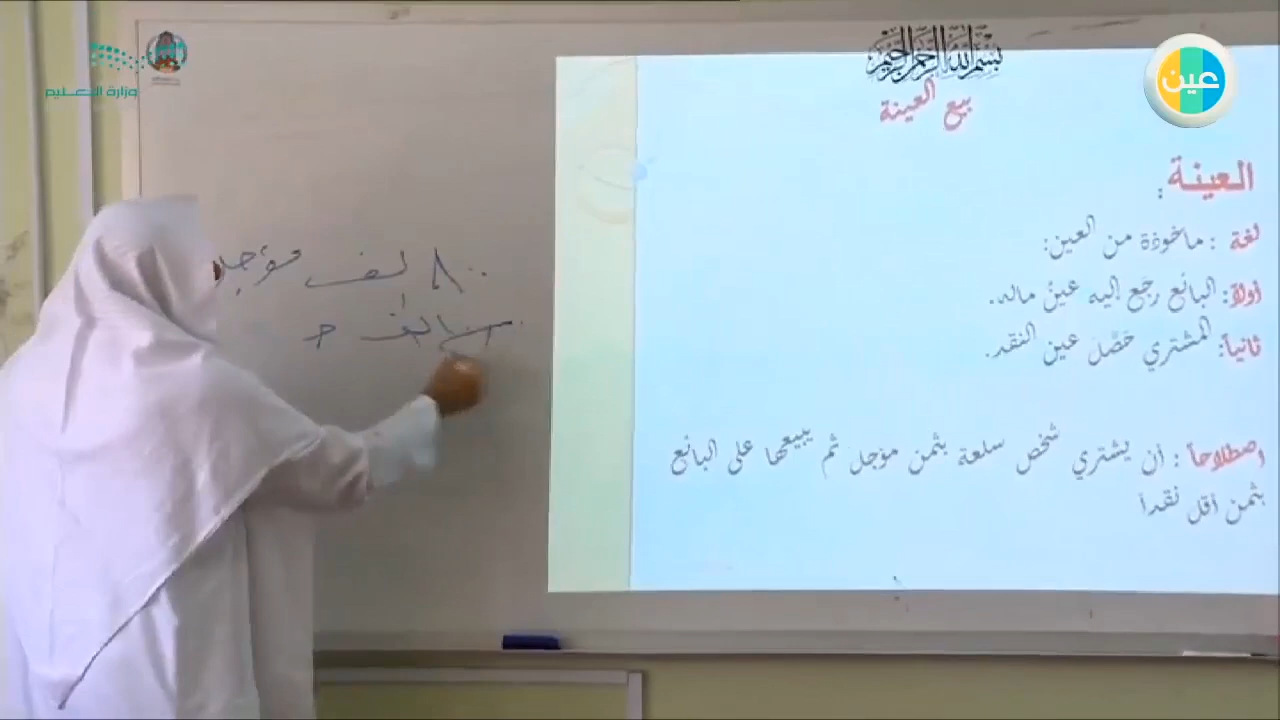 وزارة التعليم
عين
بسم الله الرحمن الرحيم
بيع العينة
العينة :
لغة : مأخوذة من العين:
أولاً: البائع رجع إليه عين ماله.
ثانياً: المشتري حصل عين النقد.
اصطلاحاً : أن يشتري شخص سلعة بثمن مؤجل ثم يبيعها على البائع
بثمن أقل نقداً
ألف مؤجل
ألف